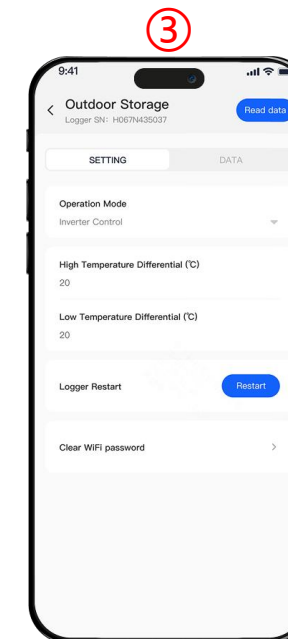 ③
9:41
Outdoor Storage
Read data
Logger SN: H067N435037
SETTING
DATA
Operation Mode
Inverter Control
High Temperature Differential (℃)
20
Low Temperature Differential (℃)
20
Logger Restart
Restart
Clear WiFi password